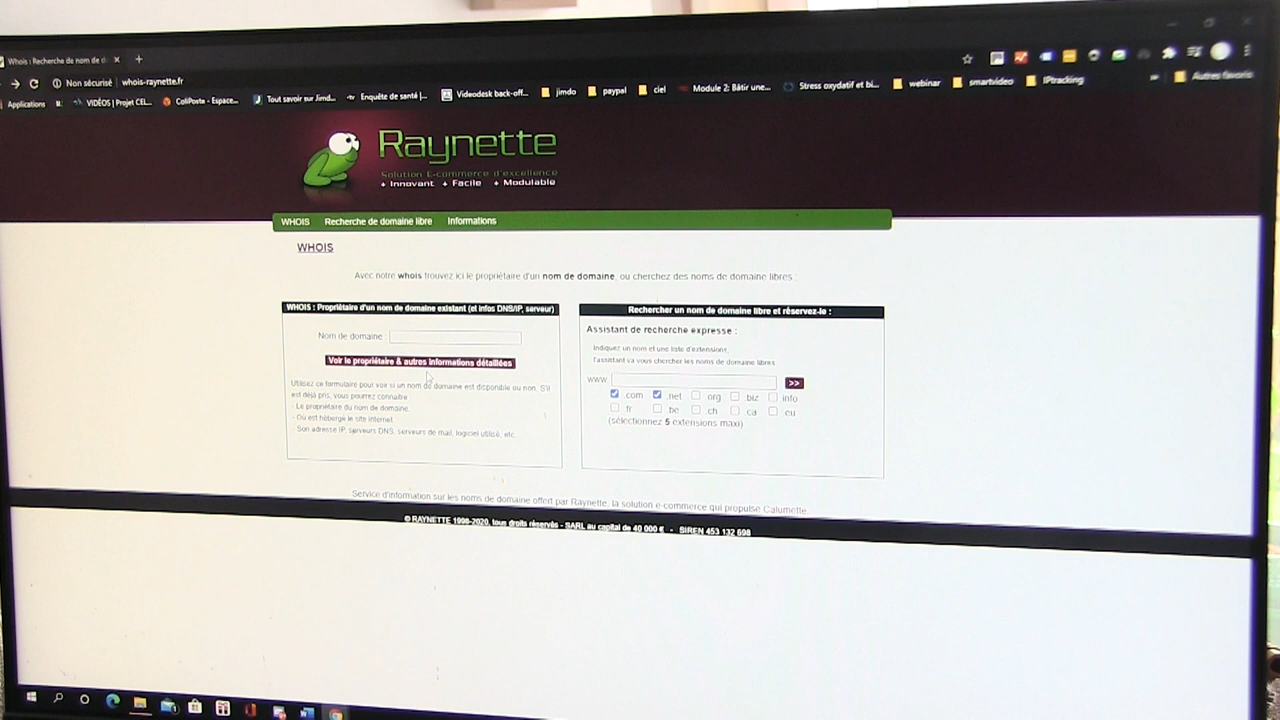 Whois : Recherche de nom de d
Non sécurisé whois-raynette.fr
Applications VIDÉOS | Projet CEL... ColiPoste - Espace... Tout savoir sur Jimd... Enquête de santé |... Videodesk back-off... jimdo paypal ciel Module 2: Bâtir une... Stress oxydatif et bi... webinar smartvideo IPtracking Autres favoris
Raynette
Solution E-commerce d'excellence
+ Innovant + Facile + Modulable
WHOIS Recherche de domaine libre Informations
WHOIS
Avec notre whois trouvez ici le propriétaire d'un nom de domaine, ou cherchez des noms de domaine libres :
WHOIS : Propriétaire d'un nom de domaine existant (et infos DNS/IP, serveur)
Nom de domaine :
Voir le propriétaire & autres informations détaillées
Utilisez ce formulaire pour voir si un nom de domaine est disponible ou non. S'il
est déjà pris, vous pourrez connaitre
- Le propriétaire du nom de domaine,
- Où est hébergé le site internet
- Son adresse IP, serveurs DNS, serveurs de mail, logiciel utilisé, etc.
Rechercher un nom de domaine libre et réservez-le :
Assistant de recherche expresse :
Indiquez un nom et une liste d'extensions,
l'assistant va vous chercher les noms de domaine libres
www. >>
.com .net .org .biz .info
.fr .be .ch .ca .eu
(sélectionnez 5 extensions maxi)
Service d'information sur les noms de domaine offert par Raynette, la solution e-commerce qui propulse Calumette.
© RAYNETTE 1998-2020, tous droits réservés - SARL au capital de 40 000 € - SIREN 453 132 698